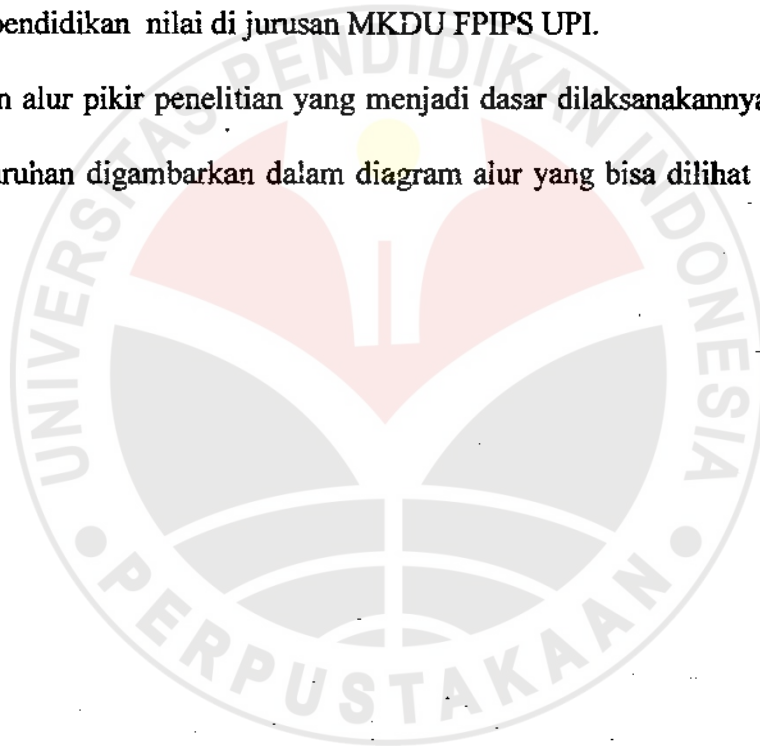 pendidikan nilai di jurusan MKDU FPIPS UPI.
n alur pikir penelitian yang menjadi dasar dilaksanakannya
ruhan digambarkan dalam diagram alur yang bisa dilihat
UNIVERSITAS PENDIDIKAN INDONESIA
PERPUSTAKAAN